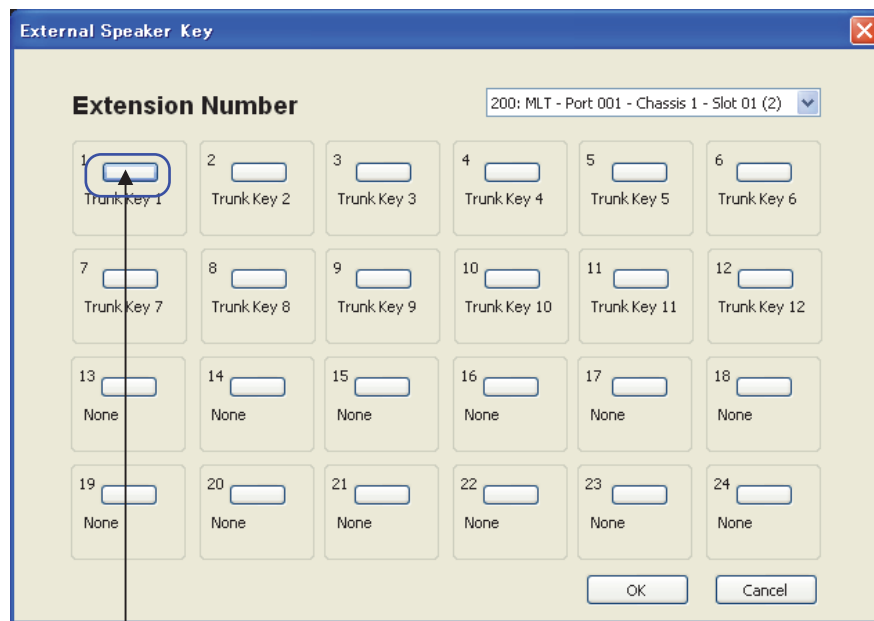 External Speaker Key
Extension Number
200: MLT - Port 001 - Chassis 1 - Slot 01 (2)
1 2 3 4 5 6
Trunk Key 1 Trunk Key 2 Trunk Key 3 Trunk Key 4 Trunk Key 5 Trunk Key 6
7 8 9 10 11 12
Trunk Key 7 Trunk Key 8 Trunk Key 9 Trunk Key 10 Trunk Key 11 Trunk Key 12
13 14 15 16 17 18
None None None None None None
19 20 21 22 23 24
None None None None None None
OK Cancel